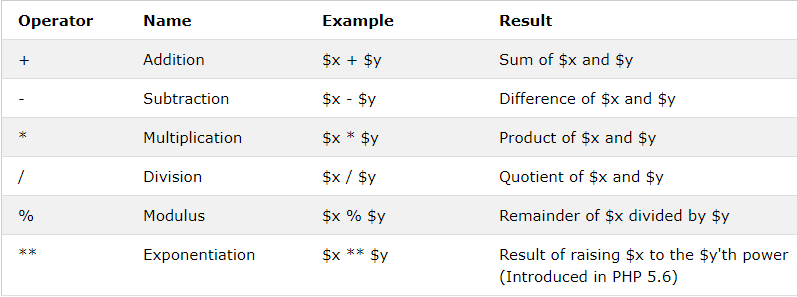 Operator Name Example Result
+ Addition $x + $y Sum of $x and $y
- Subtraction $x - $y Difference of $x and $y
* Multiplication $x * $y Product of $x and $y
/ Division $x / $y Quotient of $x and $y
% Modulus $x % $y Remainder of $x divided by $y
** Exponentiation $x ** $y Result of raising $x to the $y'th power
(Introduced in PHP 5.6)